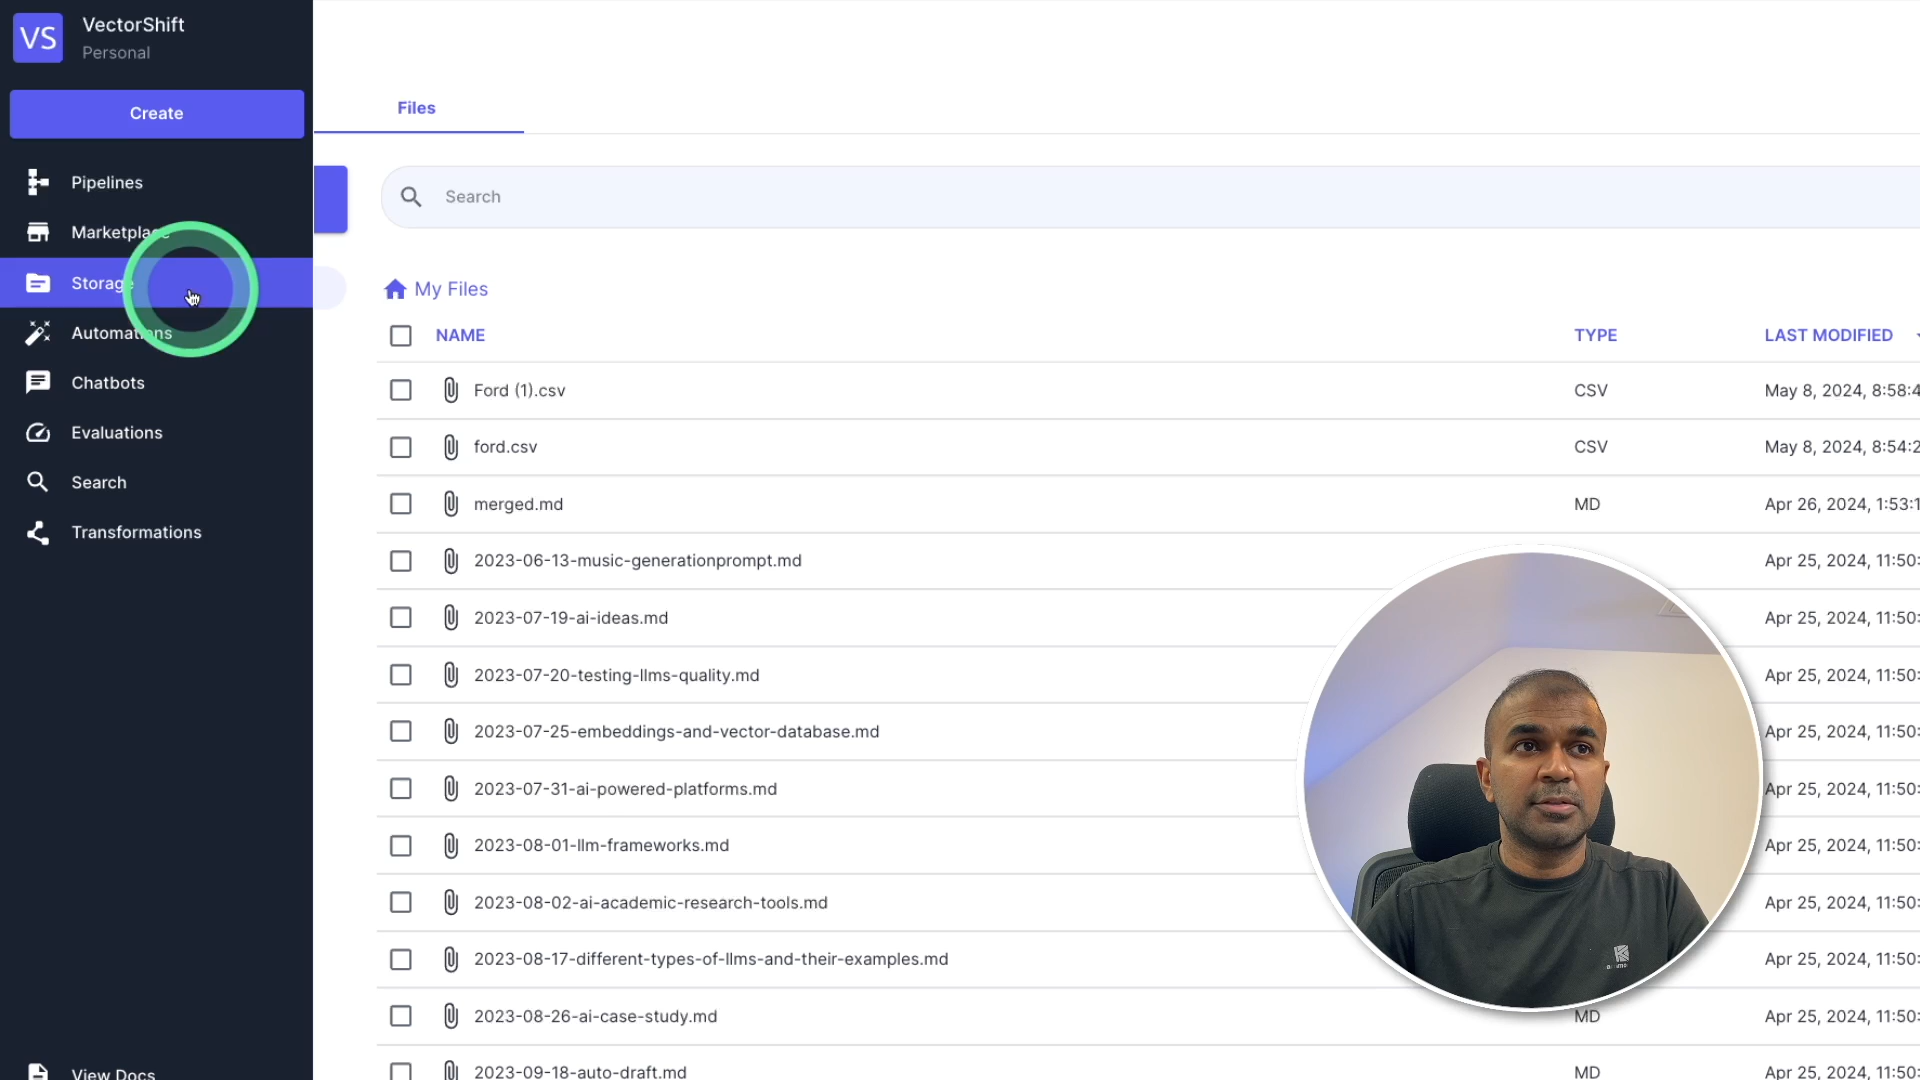 VS
VectorShift
Personal
Create
Pipelines
Marketplace
Storage
Automations
Chatbots
Evaluations
Search
Transformations
View Docs
Files
Search
My Files
NAME TYPE LAST MODIFIED
Ford (1).csv CSV May 8, 2024, 8:58:4
ford.csv CSV May 8, 2024, 8:54:2
merged.md MD Apr 26, 2024, 1:53:1
2023-06-13-music-generationprompt.md Apr 25, 2024, 11:50:
2023-07-19-ai-ideas.md Apr 25, 2024, 11:50:
2023-07-20-testing-llms-quality.md Apr 25, 2024, 11:50:
2023-07-25-embeddings-and-vector-database.md Apr 25, 2024, 11:50:
2023-07-31-ai-powered-platforms.md Apr 25, 2024, 11:50:
2023-08-01-llm-frameworks.md Apr 25, 2024, 11:50:
2023-08-02-ai-academic-research-tools.md Apr 25, 2024, 11:50:
2023-08-17-different-types-of-llms-and-their-examples.md Apr 25, 2024, 11:50:
2023-08-26-ai-case-study.md MD Apr 25, 2024, 11:50:
2023-09-18-auto-draft.md MD Apr 25, 2024, 11:50: